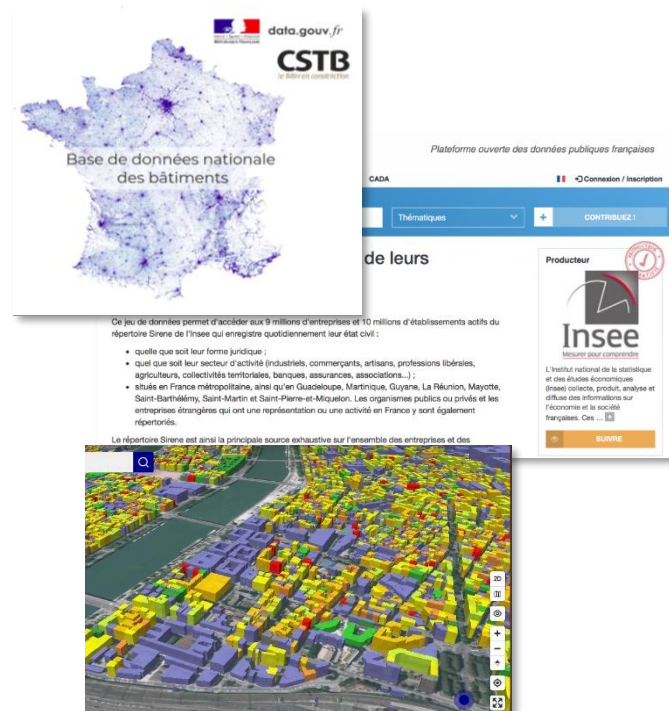 data.gouv.fr
CSTB
le futur en construction
Base de données nationale
des bâtiments
Plateforme ouverte des données publiques françaises
CADA
Connexion / Inscription
Thématiques
+ CONTRIBUEZ !
de leurs
Ce jeu de données permet d'accéder aux 9 millions d'entreprises et 10 millions d'établissements actifs du
répertoire Sirene de l'Insee qui enregistre quotidiennement leur état civil :
• quelle que soit leur forme juridique ;
• quel que soit leur secteur d'activité (industriels, commerçants, artisans, professions libérales,
agriculteurs, collectivités territoriales, banques, assurances, associations...) ;
• situés en France métropolitaine, ainsi qu'en Guadeloupe, Martinique, Guyane, La Réunion, Mayotte,
Saint-Barthélémy, Saint-Martin et Saint-Pierre-et-Miquelon. Les organismes publics ou privés et les
entreprises étrangères qui ont une représentation ou une activité en France y sont également
répertoriés.
Le répertoire Sirene est ainsi la principale source exhaustive sur l'ensemble des entreprises et des
Producteur
Insee
Mesurer pour comprendre
L'Institut national de la statistique
et des études économiques
(Insee) collecte, produit, analyse et
diffuse des informations sur
l'économie et la société
françaises. Ces ... +
SUIVRE
2D
+
−